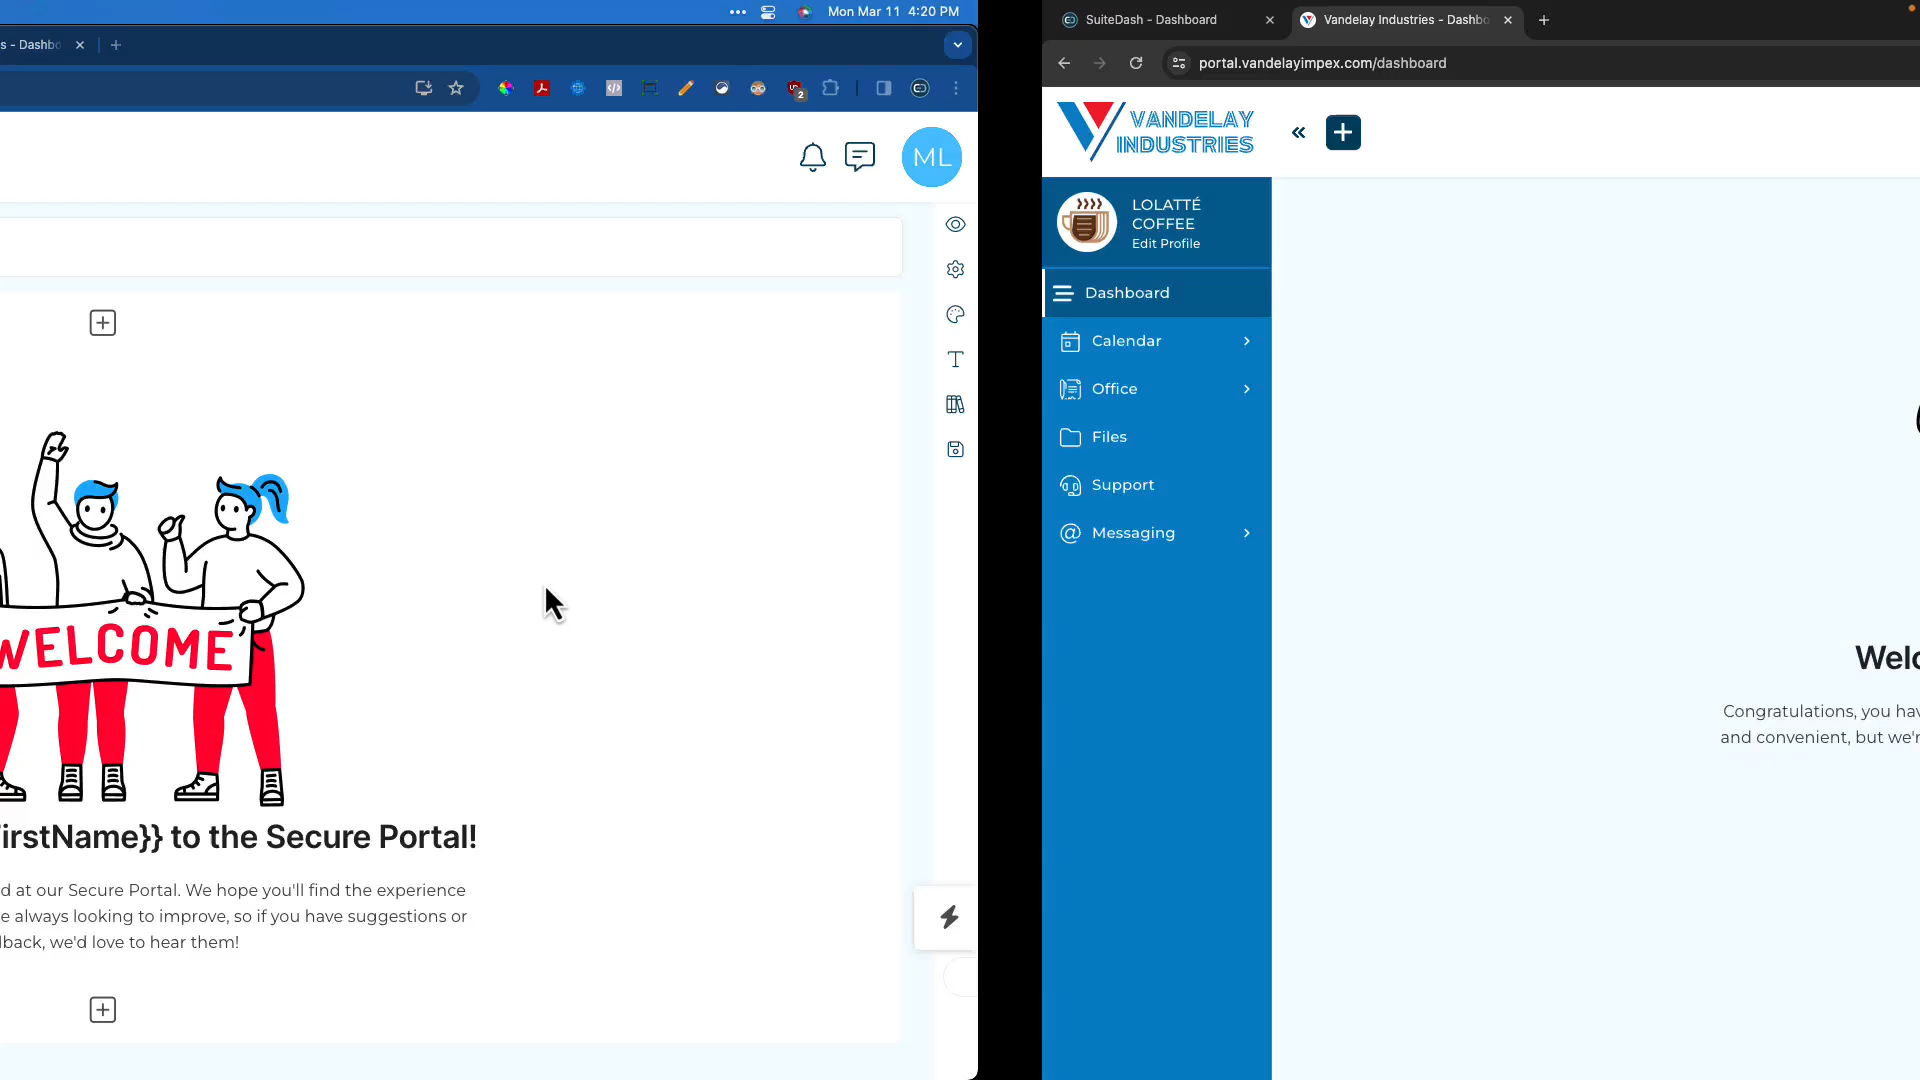 Mon Mar 11 4:20 PM
s - Dashbo
2
ML
WELCOME
irstName}} to the Secure Portal!
d at our Secure Portal. We hope you'll find the experience
e always looking to improve, so if you have suggestions or
lback, we'd love to hear them!
SuiteDash - Dashboard
Vandelay Industries - Dashbo
portal.vandelayimpex.com/dashboard
VANDELAY
INDUSTRIES
LOLATTÉ
COFFEE
Edit Profile
Dashboard
Calendar
Office
Files
Support
Messaging
Welc
Congratulations, you hav
and convenient, but we'r